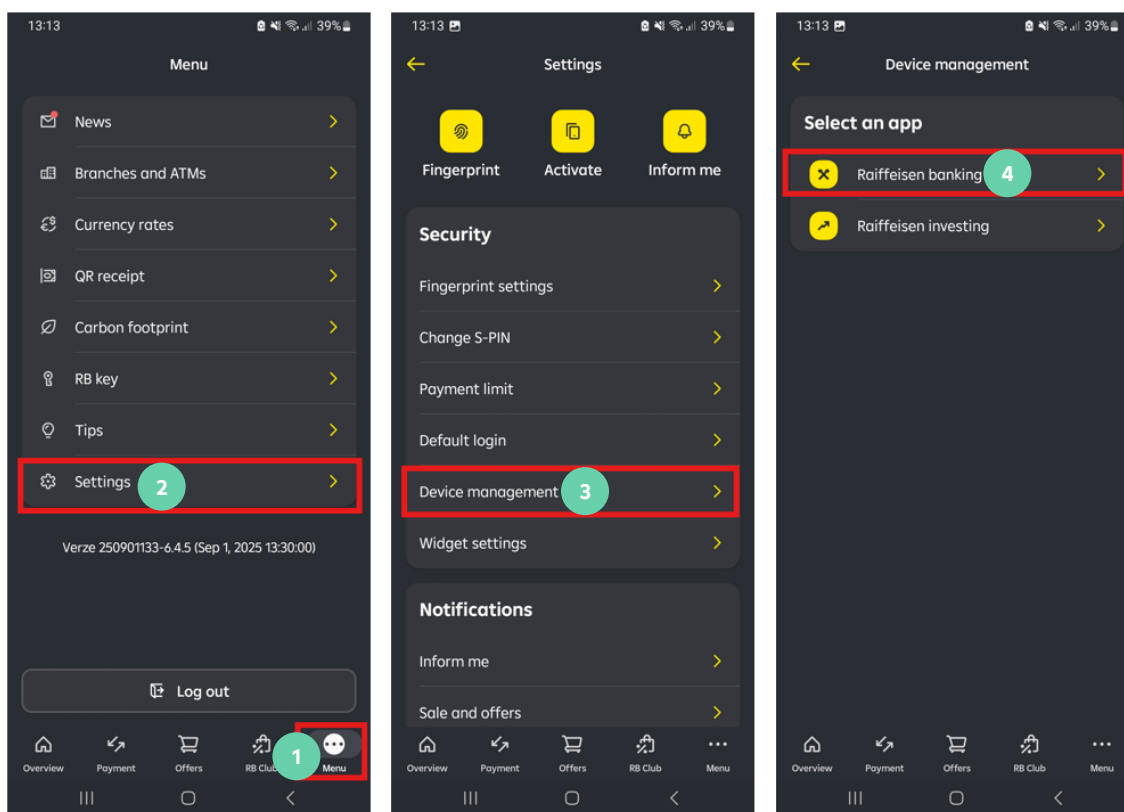 13:13 39%
Menu
News
Branches and ATMs
Currency rates
QR receipt
Carbon footprint
RB key
Tips
Settings 2
Verze 250901133-6.4.5 (Sep 1, 2025 13:30:00)
Log out
1
Overview Payment Offers RB Club Menu
13:13 39%
Settings
Fingerprint Activate Inform me
Security
Fingerprint settings
Change S-PIN
Payment limit
Default login
Device management 3
Widget settings
Notifications
Inform me
Sale and offers
Overview Payment Offers RB Club Menu
13:13 39%
Device management
Select an app
Raiffeisen banking 4
Raiffeisen investing
Overview Payment Offers RB Club Menu